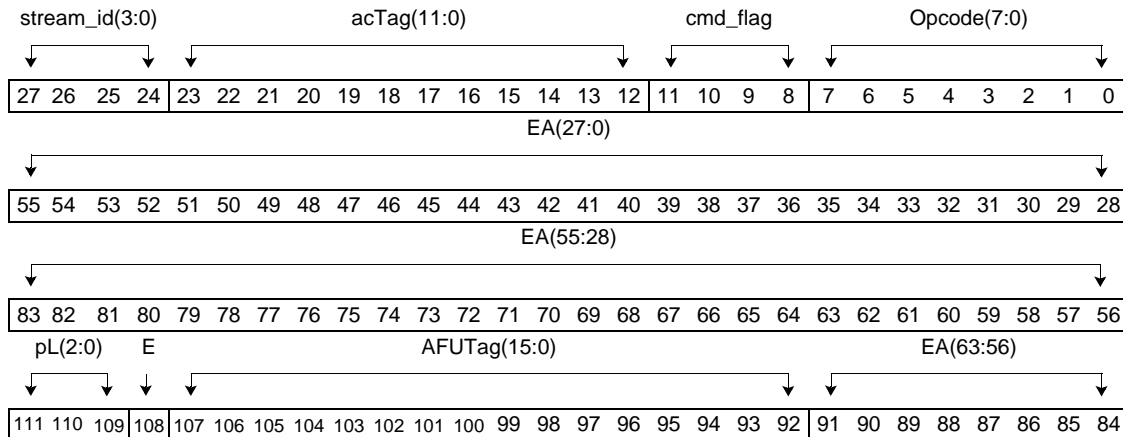 stream_id(3:0) acTag(11:0) cmd_flag Opcode(7:0)
27 26 25 24 23 22 21 20 19 18 17 16 15 14 13 12 11 10 9 8 7 6 5 4 3 2 1 0
EA(27:0)
55 54 53 52 51 50 49 48 47 46 45 44 43 42 41 40 39 38 37 36 35 34 33 32 31 30 29 28
EA(55:28)
83 82 81 80 79 78 77 76 75 74 73 72 71 70 69 68 67 66 65 64 63 62 61 60 59 58 57 56
pL(2:0) E AFUTag(15:0) EA(63:56)
111 110 109 108 107 106 105 104 103 102 101 100 99 98 97 96 95 94 93 92 91 90 89 88 87 86 85 84